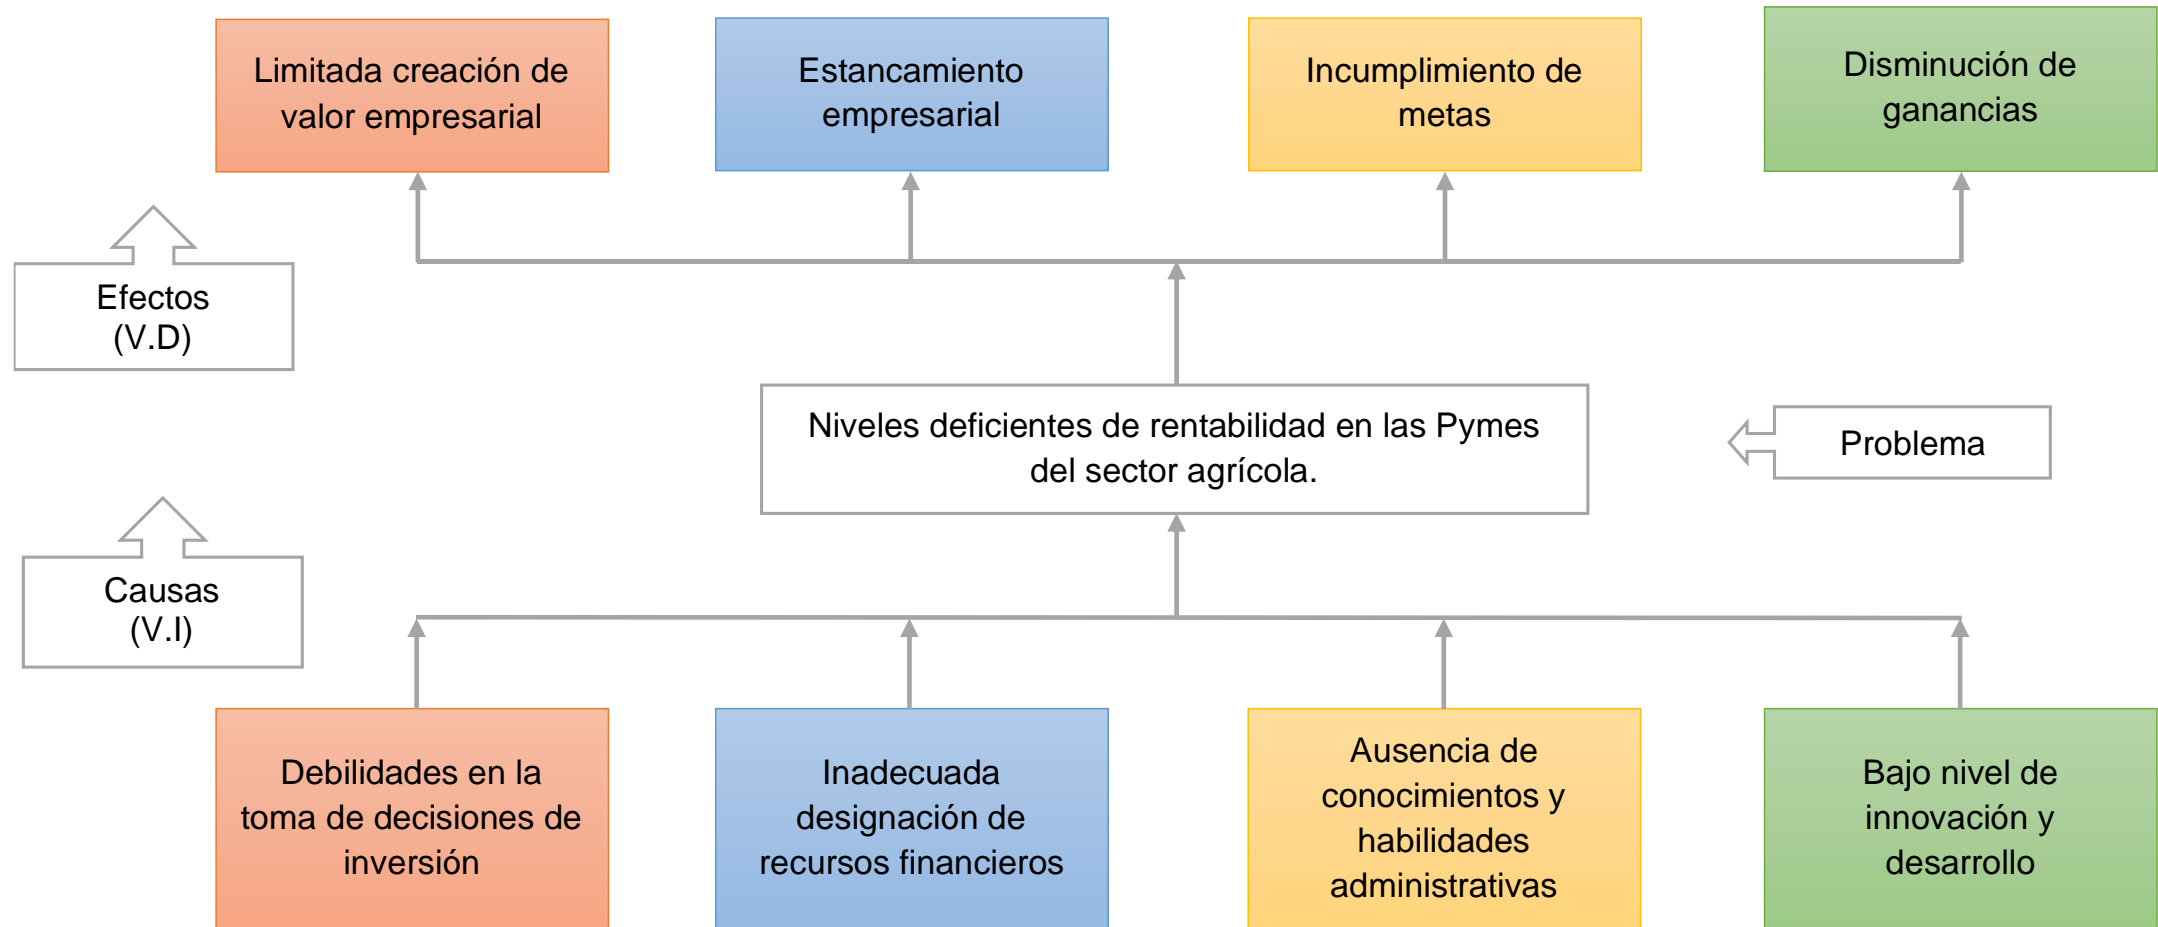 Limitada creación de
valor empresarial
Estancamiento
empresarial
Incumplimiento de
metas
Disminución de
ganancias
Efectos
(V.D)
Niveles deficientes de rentabilidad en las Pymes
del sector agrícola.
Problema
Causas
(V.I)
Debilidades en la
toma de decisiones de
inversión
Inadecuada
designación de
recursos financieros
Ausencia de
conocimientos y
habilidades
administrativas
Bajo nivel de
innovación y
desarrollo